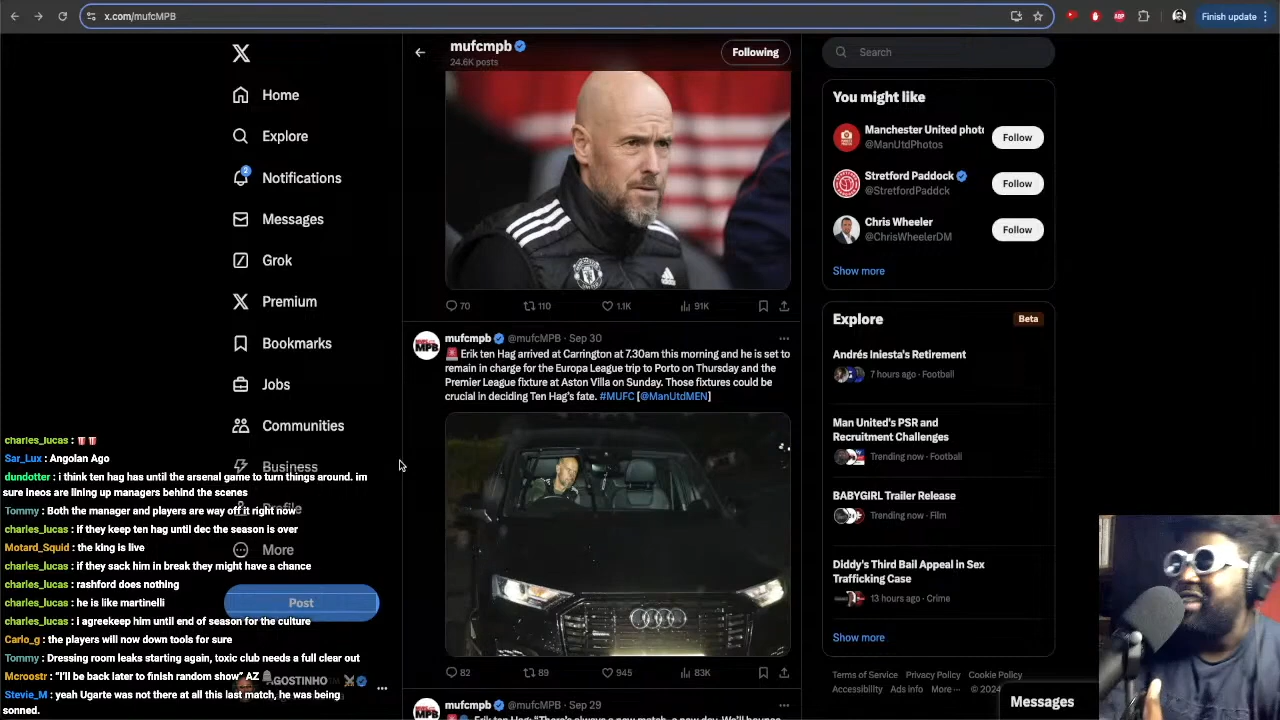 x.com/mufcMPB
Finish update
mufcmpb
24.6K posts
Following
Home
Explore
2
Notifications
Messages
Grok
Premium
Bookmarks
Jobs
Communities
Business
Profile
More
Post
AGOSTINHO
70
110
1.1K
91K
MPB
mufcmpb @mufcMPB · Sep 30
Erik ten Hag arrived at Carrington at 7.30am this morning and he is set to
remain in charge for the Europa League trip to Porto on Thursday and the
Premier League fixture at Aston Villa on Sunday. Those fixtures could be
crucial in deciding Ten Hag's fate. #MUFC [@ManUtdMEN]
82
89
945
83K
mufcmpb @mufcMPB · Sep 29
Search
You might like
Manchester United phot
@ManUtdPhotos
Follow
Stretford Paddock
@StretfordPaddck
Follow
Chris Wheeler
@ChrisWheelerDM
Follow
Show more
Explore
Beta
Andrés Iniesta's Retirement
7 hours ago · Football
Man United's PSR and
Recruitment Challenges
Trending now · Football
BABYGIRL Trailer Release
Trending now · Film
Diddy's Third Bail Appeal in Sex
Trafficking Case
13 hours ago · Crime
Show more
Terms of Service Privacy Policy Cookie Policy
Accessibility Ads info More ··· © 2024
Messages
charles_lucas :
Sar_Lux : Angolan Ago
dundotter : i think ten hag has until the arsenal game to turn things around. im
sure Ineos are lining up managers behind the scenes
Tommy : Both the manager and players are way off it right now
charles_lucas : if they keep ten hag until dec the season is over
Motard_Squid : the king is live
charles_lucas : if they sack him in break they might have a chance
charles_lucas : rashford does nothing
charles_lucas : he is like martinelli
charles_lucas : i agreekeep him until end of season for the culture
Carlo_g : the players will now down tools for sure
Tommy : Dressing room leaks starting again, toxic club needs a full clear out
Mcroostr : "I'll be back later to finish random show" AZ
Stevie_M : yeah Ugarte was not there at all this last match, he was being
sonned.